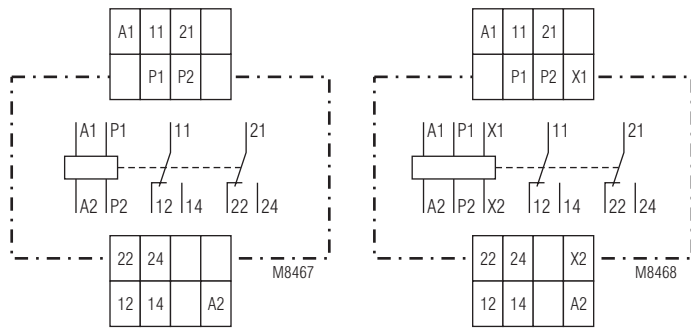 A1 11 21
P1 P2
A1 P1 11 21
A2 P2 12 14 22 24
22 24
M8467
12 14 A2
A1 11 21
P1 P2 X1
A1 P1 X1 11 21
A2 P2 X2 12 14 22 24
22 24 X2
M8468
12 14 A2